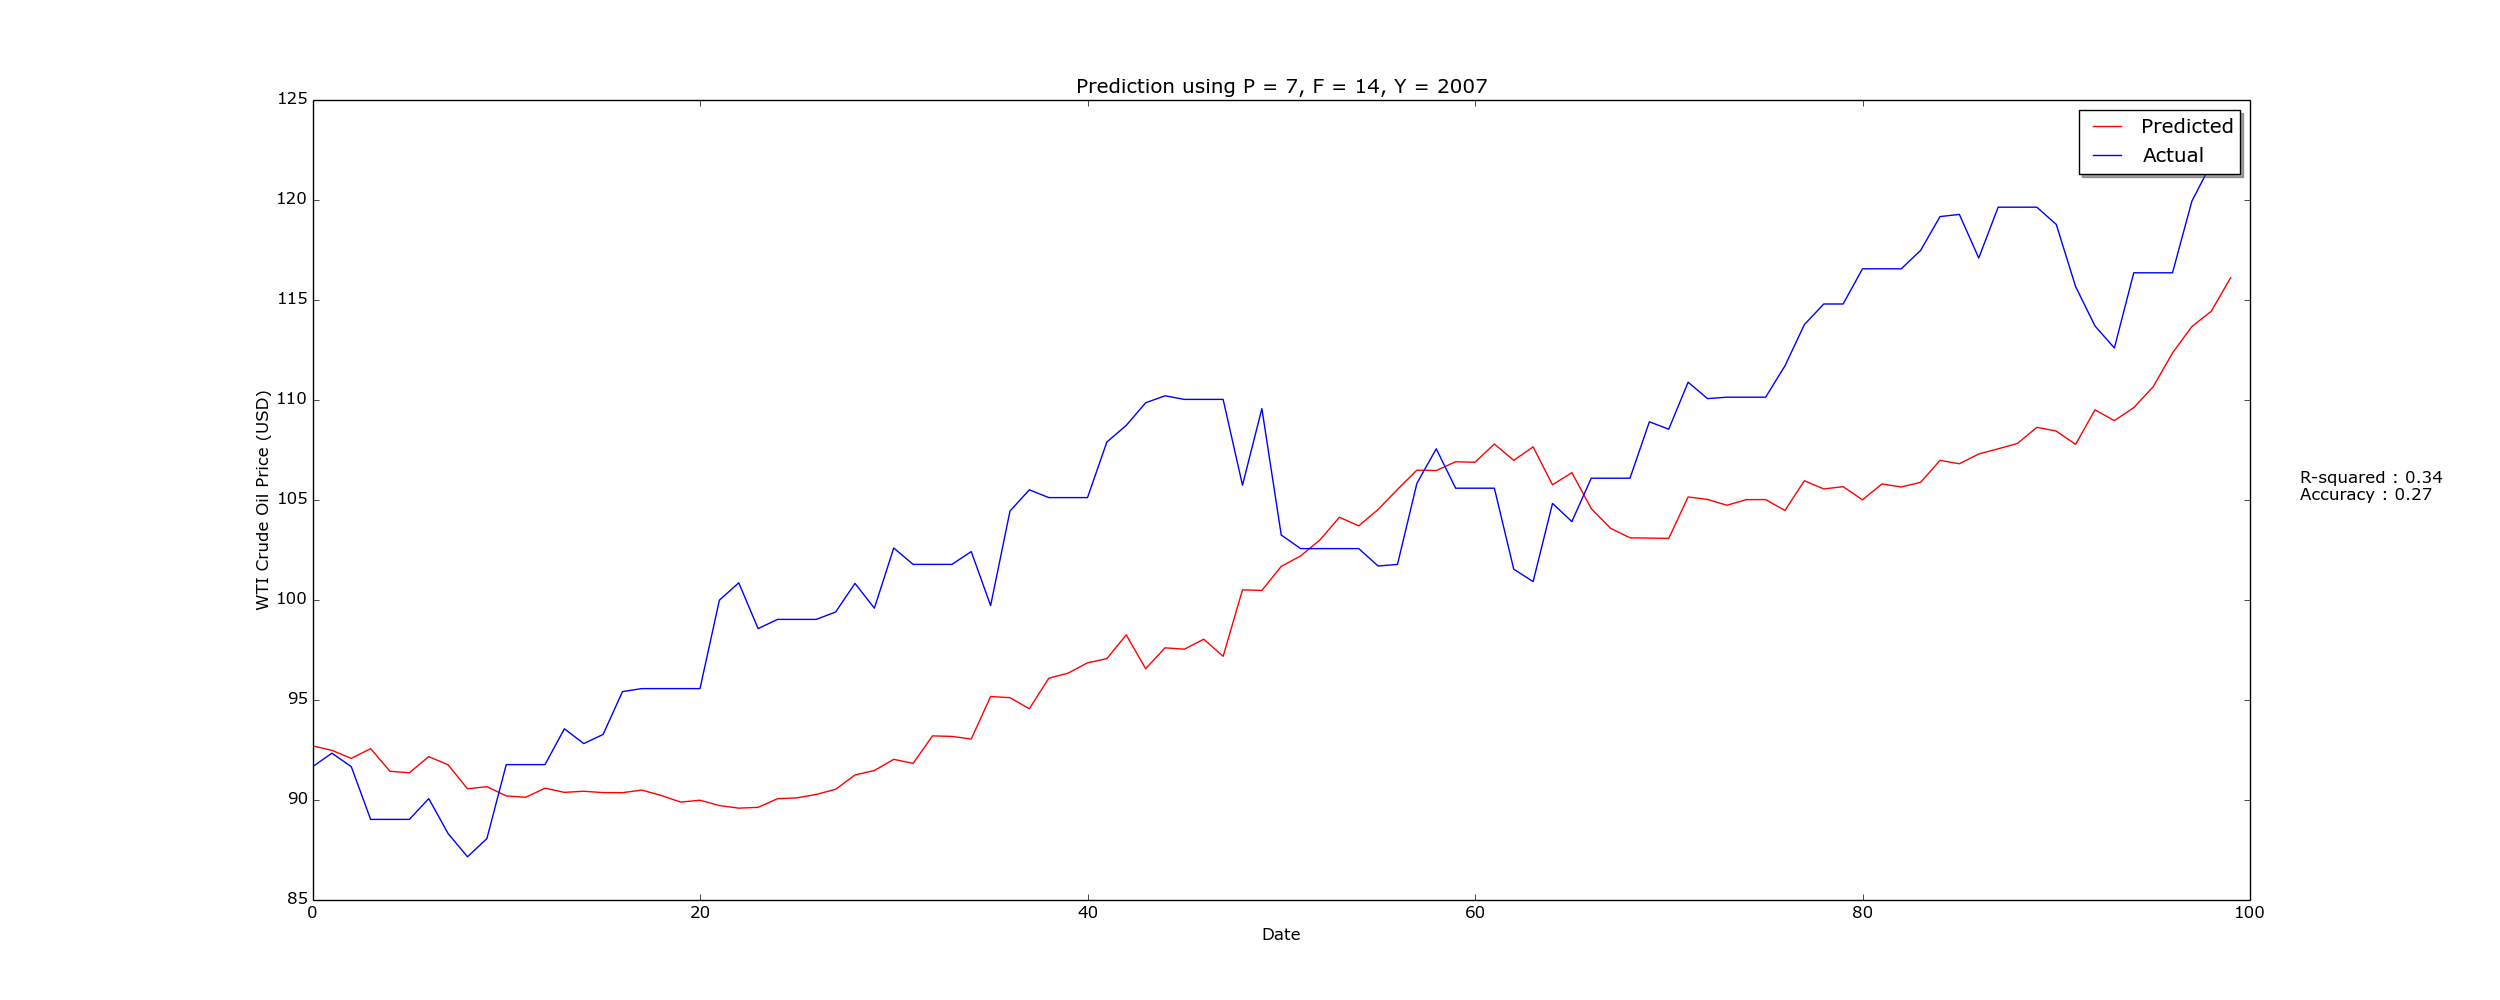 Prediction using P = 7, F = 14, Y = 2007
Predicted
Actual
125
120
115
110
105
100
95
90
85
WTI Crude Oil Price (USD)
R-squared : 0.34
Accuracy : 0.27
0 20 40 60 80 100
Date